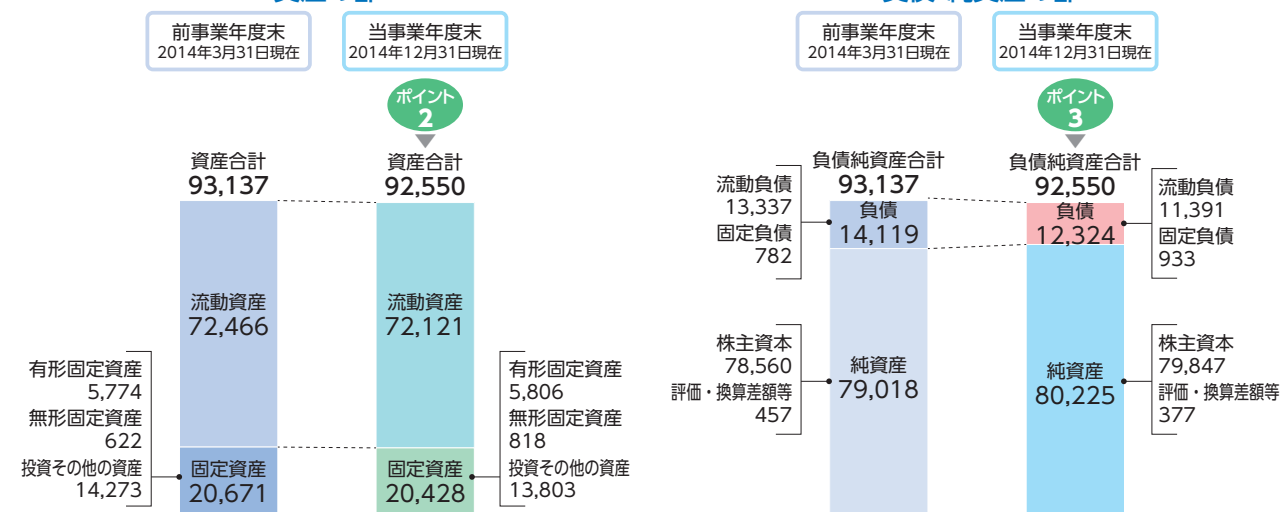 前事業年度末
2014年3月31日現在
当事業年度末
2014年12月31日現在
ポイント
2
資産合計
93,137
資産合計
92,550
流動資産
72,466
流動資産
72,121
有形固定資産
5,774
無形固定資産
622
投資その他の資産
14,273
固定資産
20,671
固定資産
20,428
有形固定資産
5,806
無形固定資産
818
投資その他の資産
13,803
前事業年度末
2014年3月31日現在
当事業年度末
2014年12月31日現在
ポイント
3
負債純資産合計
93,137
負債純資産合計
92,550
流動負債
13,337
固定負債
782
負債
14,119
負債
12,324
流動負債
11,391
固定負債
933
株主資本
78,560
評価・換算差額等
457
純資産
79,018
純資産
80,225
株主資本
79,847
評価・換算差額等
377